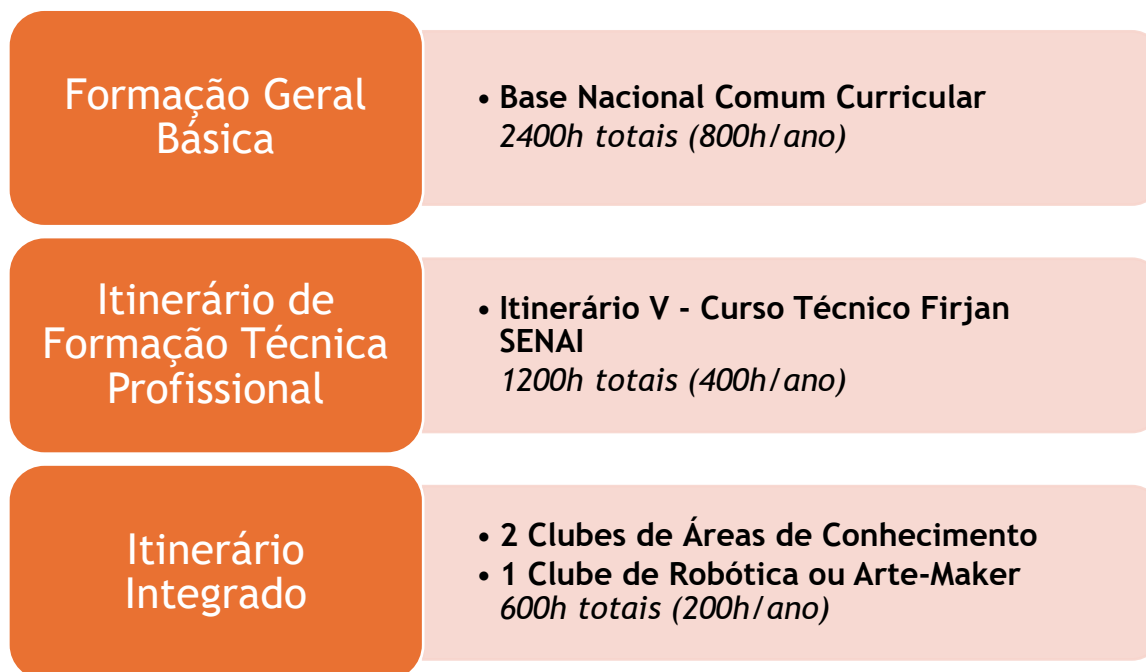 Formação Geral
Básica
• Base Nacional Comum Curricular
2400h totais (800h/ano)
Itinerário de
Formação Técnica
Profissional
• Itinerário V - Curso Técnico Firjan
SENAI
1200h totais (400h/ano)
Itinerário
Integrado
• 2 Clubes de Áreas de Conhecimento
• 1 Clube de Robótica ou Arte-Maker
600h totais (200h/ano)